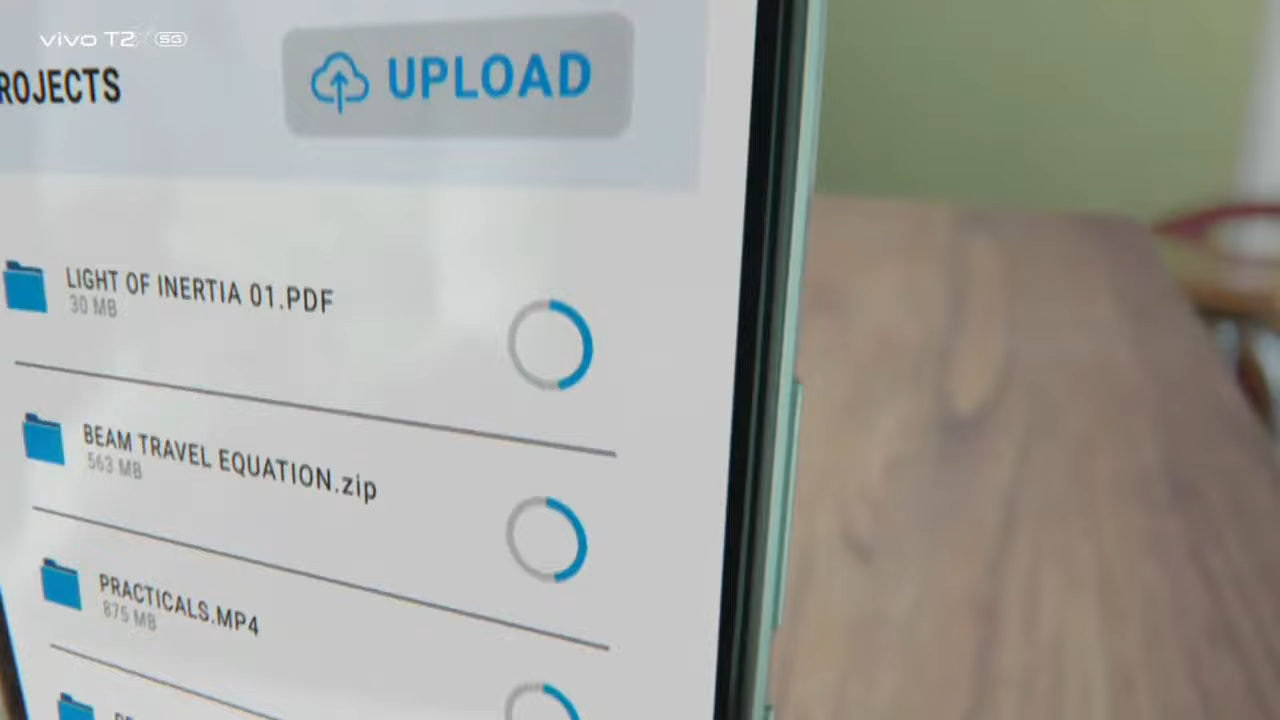 vivo T2x 5G
ROJECTS
UPLOAD
LIGHT OF INERTIA 01.PDF
30 MB
BEAM TRAVEL EQUATION.zip
563 MB
PRACTICALS.MP4
875 MB